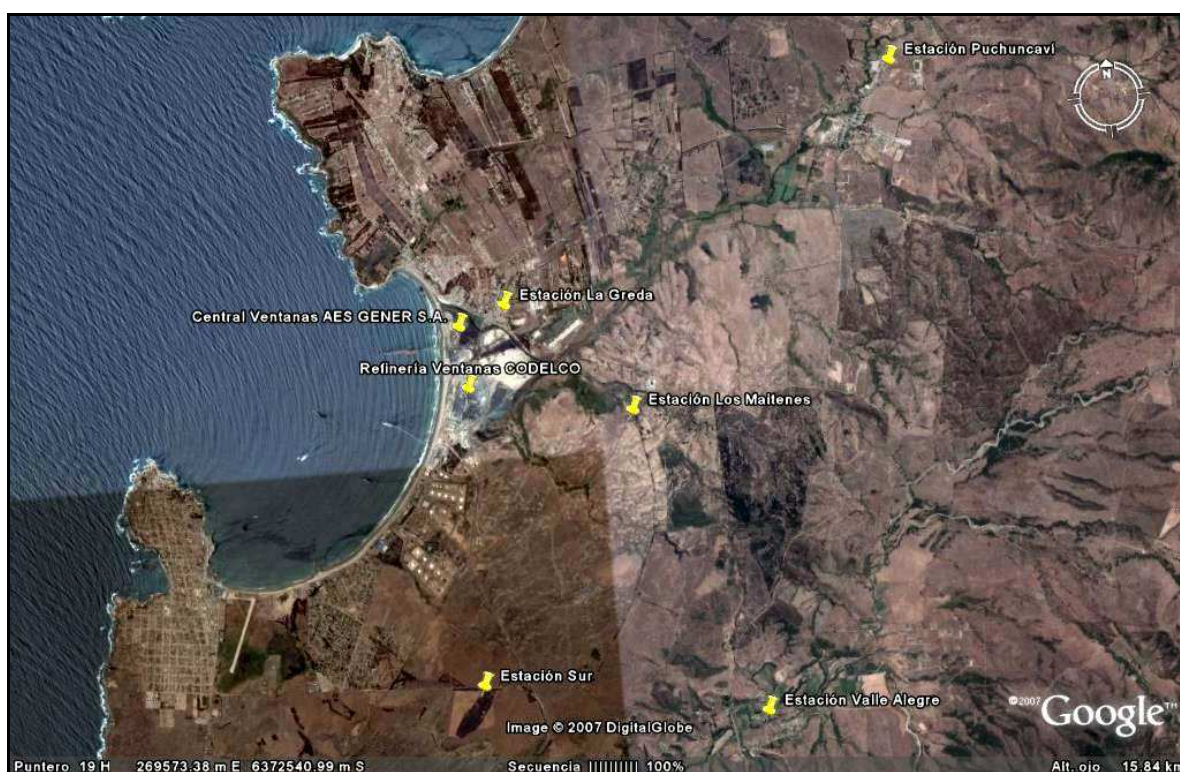 Estación Puchuncaví
N
Estación La Greda
Central Ventanas AES GENER S.A.
Refinería Ventanas CODELCO
Estación Los Maitenes
Estación Sur
Estación Valle Alegre
©2007 Google™
Image © 2007 DigitalGlobe
Puntero 19 H 269573.38 m E 6372540.99 m S Secuencia ||||||||| 100% Alt. ojo 15.84 km